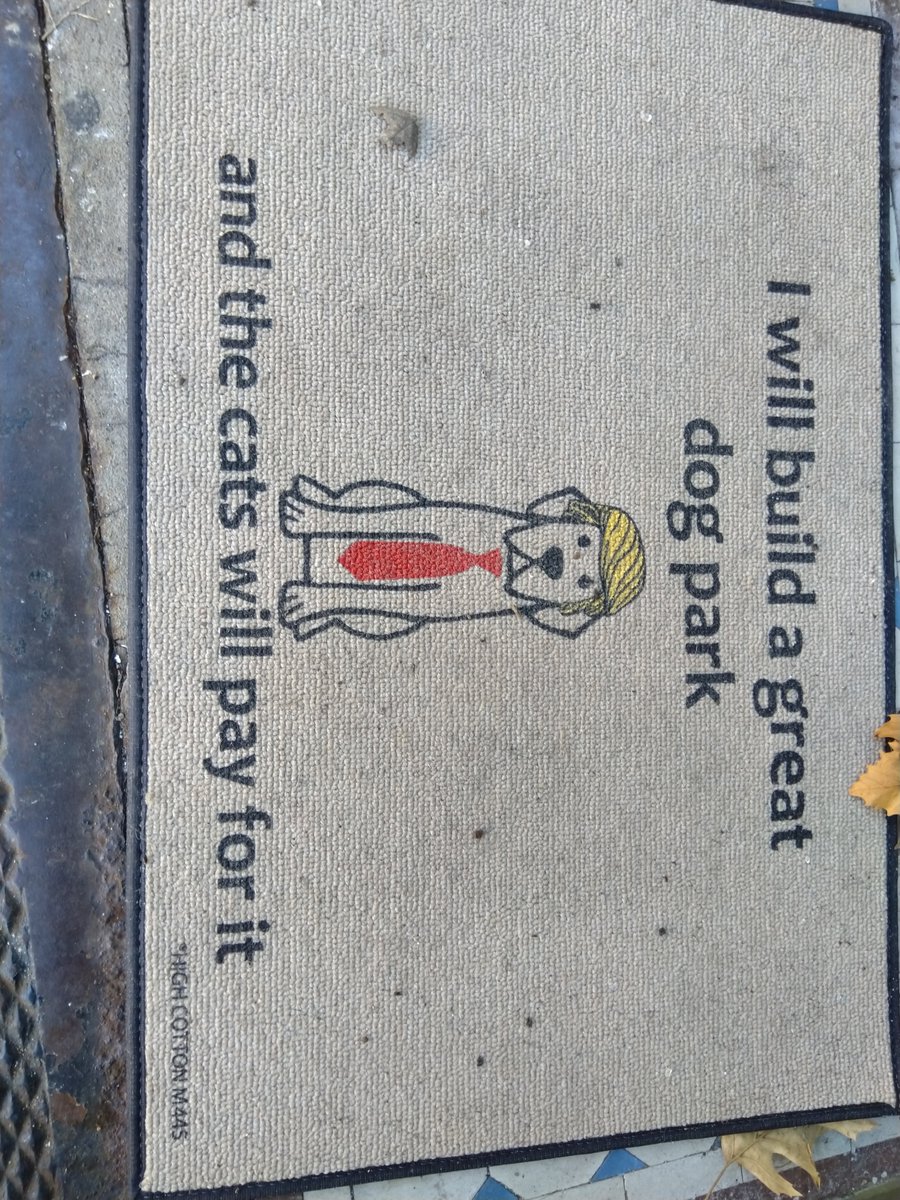 I will build a great
dog park
and the cats will pay for it
°HIGH COTTON M445